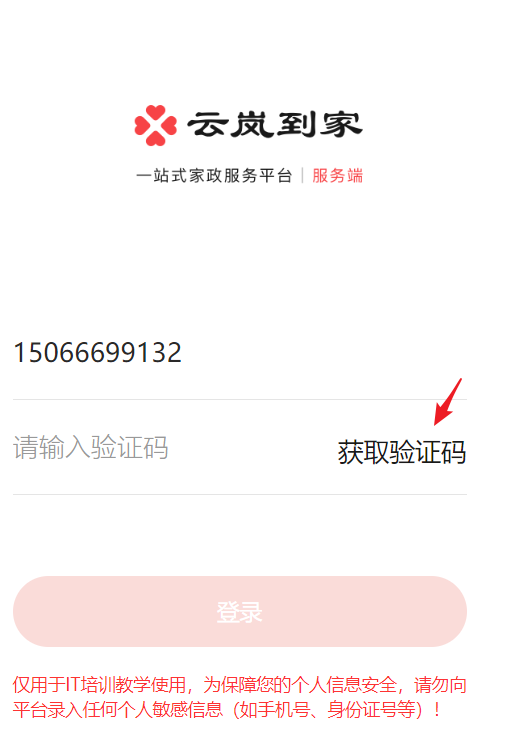 云岚到家
一站式家政服务平台 | 服务端
15066699132
请输入验证码 获取验证码
登录
仅用于IT培训教学使用，为保障您的个人信息安全，请勿向
平台录入任何个人敏感信息（如手机号、身份证号等）！